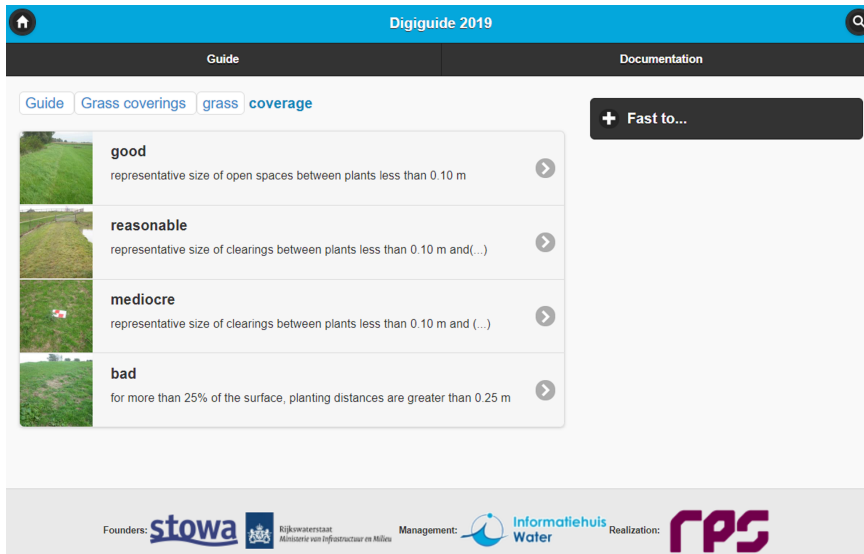 Digiguide 2019
Guide
Documentation
Guide
Grass coverings
grass
coverage
Fast to...
good
representative size of open spaces between plants less than 0.10 m
reasonable
representative size of clearings between plants less than 0.10 m and(...)
mediocre
representative size of clearings between plants less than 0.10 m and (...)
bad
for more than 25% of the surface, planting distances are greater than 0.25 m
Founders:
stowa
Rijkswaterstaat
Ministerie van Infrastructuur en Milieu
Management:
Informatiehuis
Water
Realization:
rps